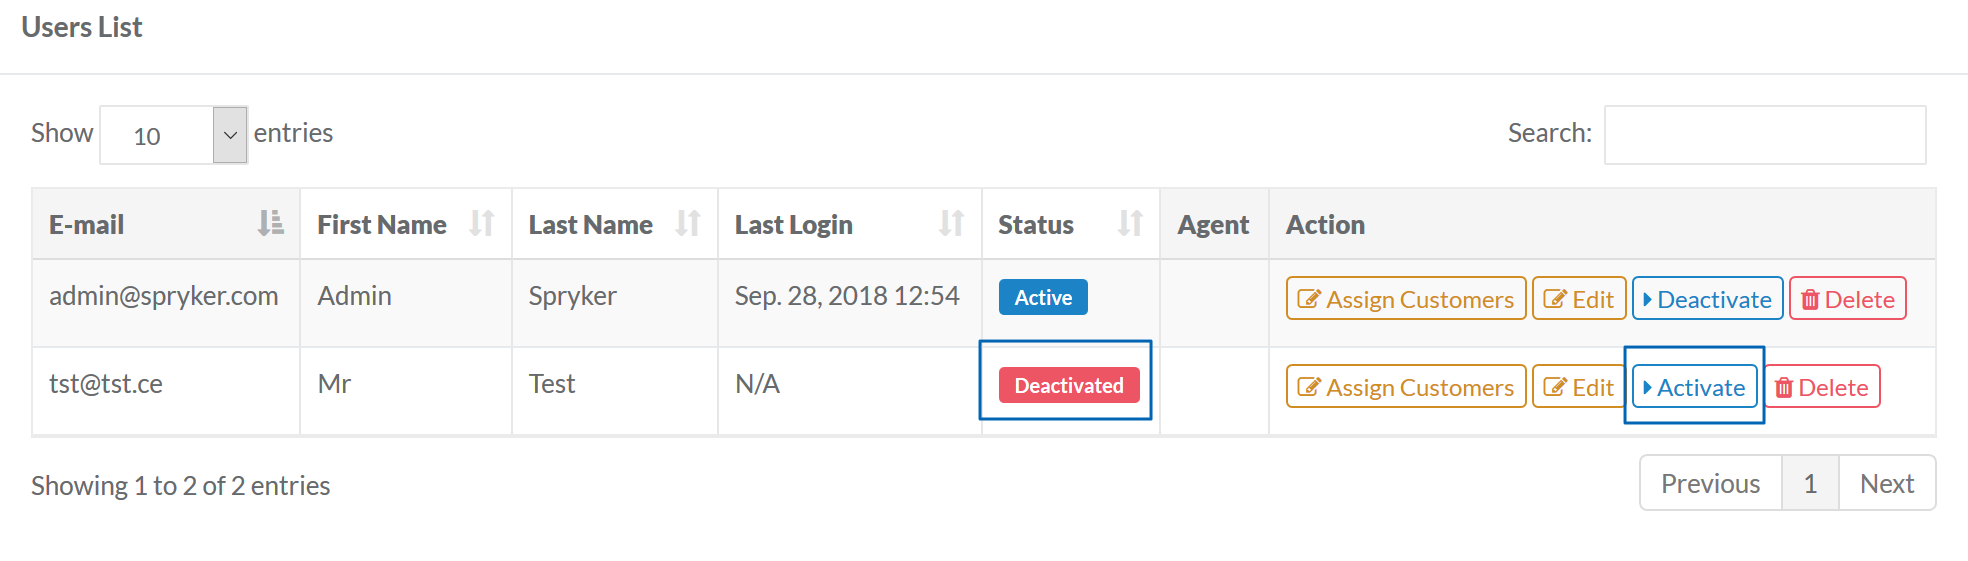 Users List
Show 10 entries Search:
E-mail First Name Last Name Last Login Status Agent Action
admin@spryker.com Admin Spryker Sep. 28, 2018 12:54 Active Assign Customers Edit Deactivate Delete
tst@tst.ce Mr Test N/A Deactivated Assign Customers Edit Activate Delete
Showing 1 to 2 of 2 entries Previous 1 Next